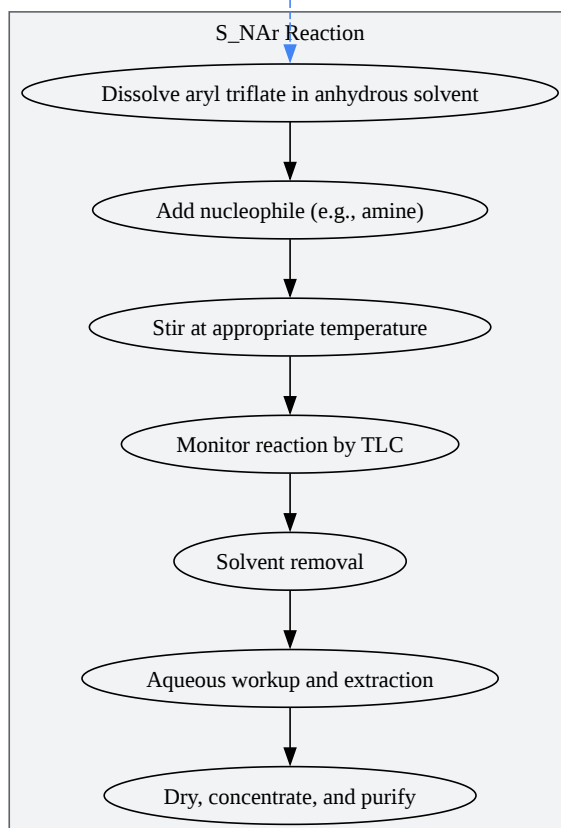 S_NAr Reaction
Dissolve aryl triflate in anhydrous solvent
Add nucleophile (e.g., amine)
Stir at appropriate temperature
Monitor reaction by TLC
Solvent removal
Aqueous workup and extraction
Dry, concentrate, and purify